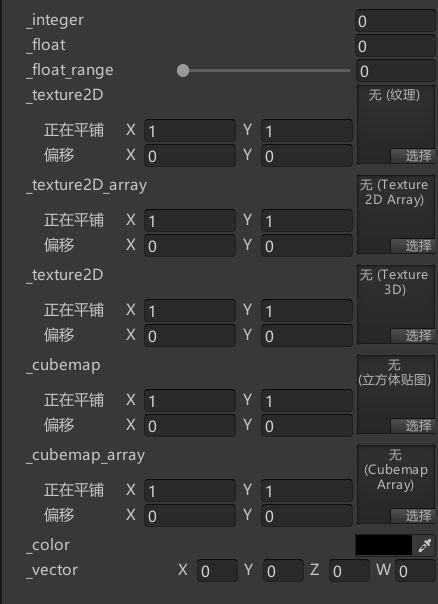 _integer 0
_float 0
_float_range 0
_texture2D 无 (纹理)
正在平铺 X 1 Y 1
偏移 X 0 Y 0 选择
_texture2D_array 无 (Texture
2D Array)
正在平铺 X 1 Y 1
偏移 X 0 Y 0 选择
_texture2D 无 (Texture
3D)
正在平铺 X 1 Y 1
偏移 X 0 Y 0 选择
_cubemap 无
(立方体贴图)
正在平铺 X 1 Y 1
偏移 X 0 Y 0 选择
_cubemap_array 无
(Cubemap
Array)
正在平铺 X 1 Y 1
偏移 X 0 Y 0 选择
_color
_vector X 0 Y 0 Z 0 W 0